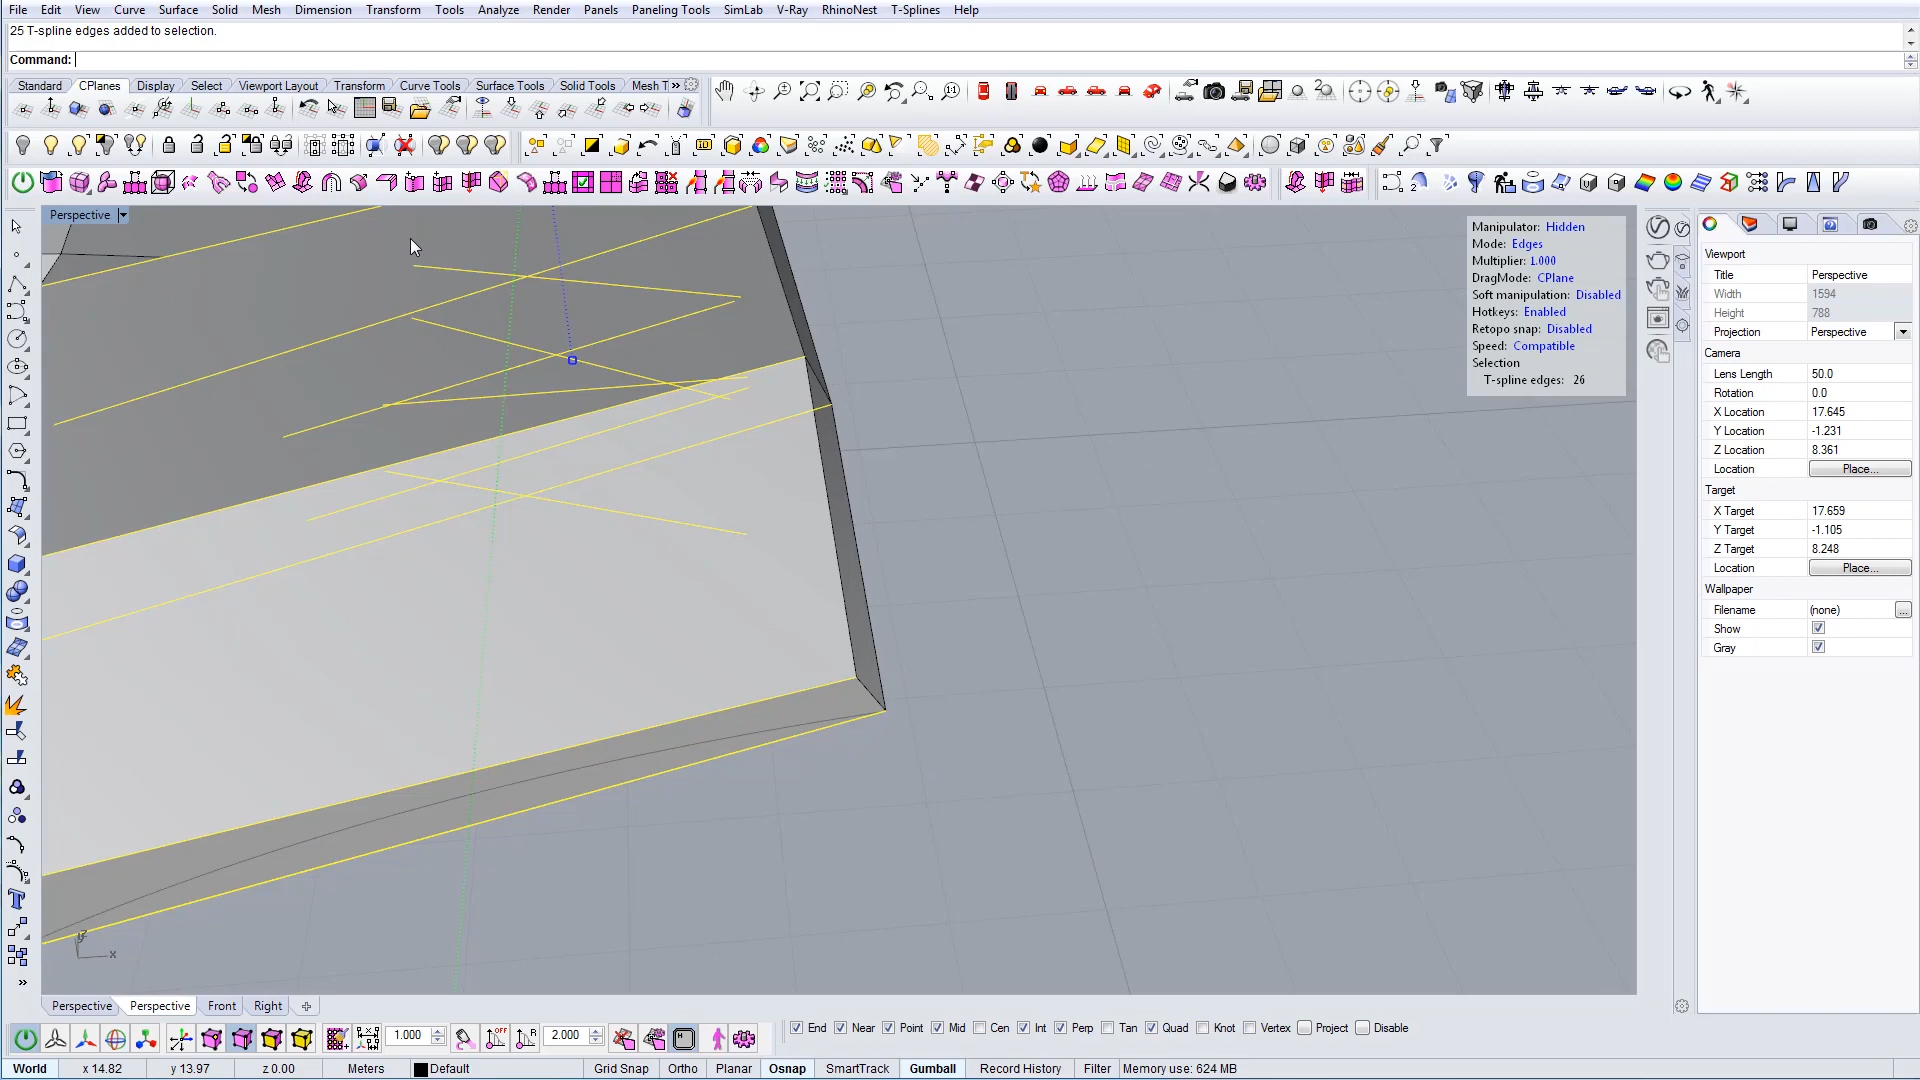 File Edit View Curve Surface Solid Mesh Dimension Transform Tools Analyze Render Panels Paneling Tools SimLab V-Ray RhinoNest T-Splines Help
25 T-spline edges added to selection.
Command:
Standard CPlanes Display Select Viewport Layout Transform Curve Tools Surface Tools Solid Tools Mesh T »
Perspective
Manipulator: Hidden
Mode: Edges
Multiplier: 1.000
DragMode: CPlane
Soft manipulation: Disabled
Hotkeys: Enabled
Retopo snap: Disabled
Speed: Compatible
Selection
T-spline edges: 26
Viewport
Title Perspective
Width 1594
Height 788
Projection Perspective
Camera
Lens Length 50.0
Rotation 0.0
X Location 17.645
Y Location -1.231
Z Location 8.361
Location Place...
Target
X Target 17.659
Y Target -1.105
Z Target 8.248
Location Place...
Wallpaper
Filename (none) ...
Show
Gray
x
Perspective Perspective Front Right
1.000 OFF R 2.000 H
End Near Point Mid Cen Int Perp Tan Quad Knot Vertex Project Disable
World x 14.82 y 13.97 z 0.00 Meters Default Grid Snap Ortho Planar Osnap SmartTrack Gumball Record History Filter Memory use: 624 MB